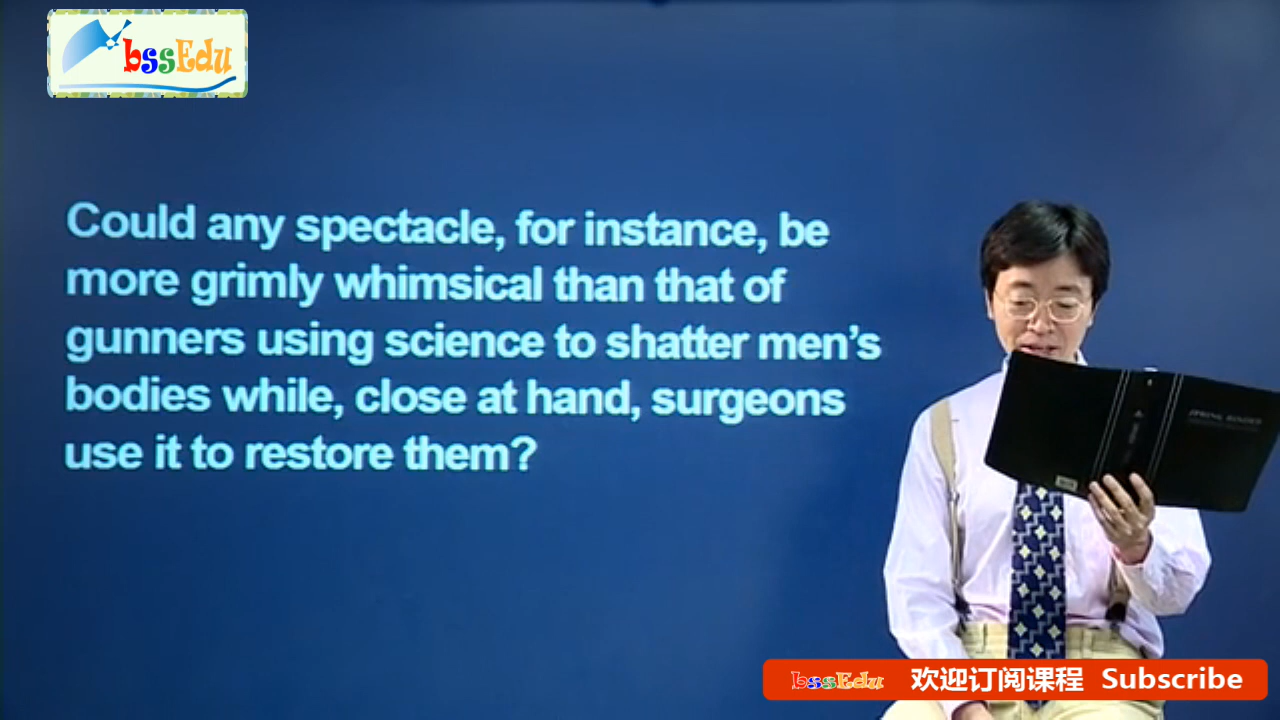 bssEdu
Could any spectacle, for instance, be
more grimly whimsical than that of
gunners using science to shatter men’s
bodies while, close at hand, surgeons
use it to restore them?
SPRING BINDER
bssEdu 欢迎订阅课程 Subscribe